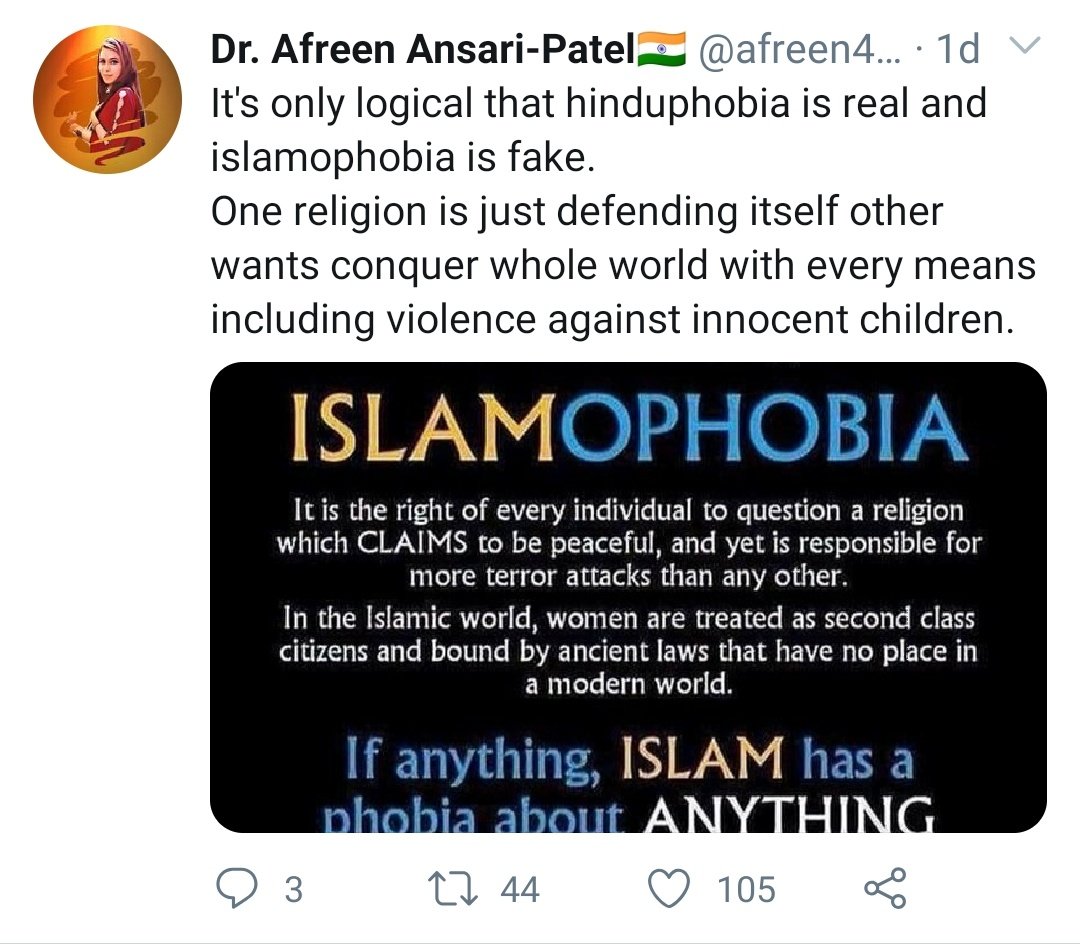 Dr. Afreen Ansari-Patel🇮🇳 @afreen4... · 1d
It's only logical that hinduphobia is real and
islamophobia is fake.
One religion is just defending itself other
wants conquer whole world with every means
including violence against innocent children.
ISLAMOPHOBIA
It is the right of every individual to question a religion
which CLAIMS to be peaceful, and yet is responsible for
more terror attacks than any other.
In the Islamic world, women are treated as second class
citizens and bound by ancient laws that have no place in
a modern world.
If anything, ISLAM has a
phobia about ANYTHING
3 44 105